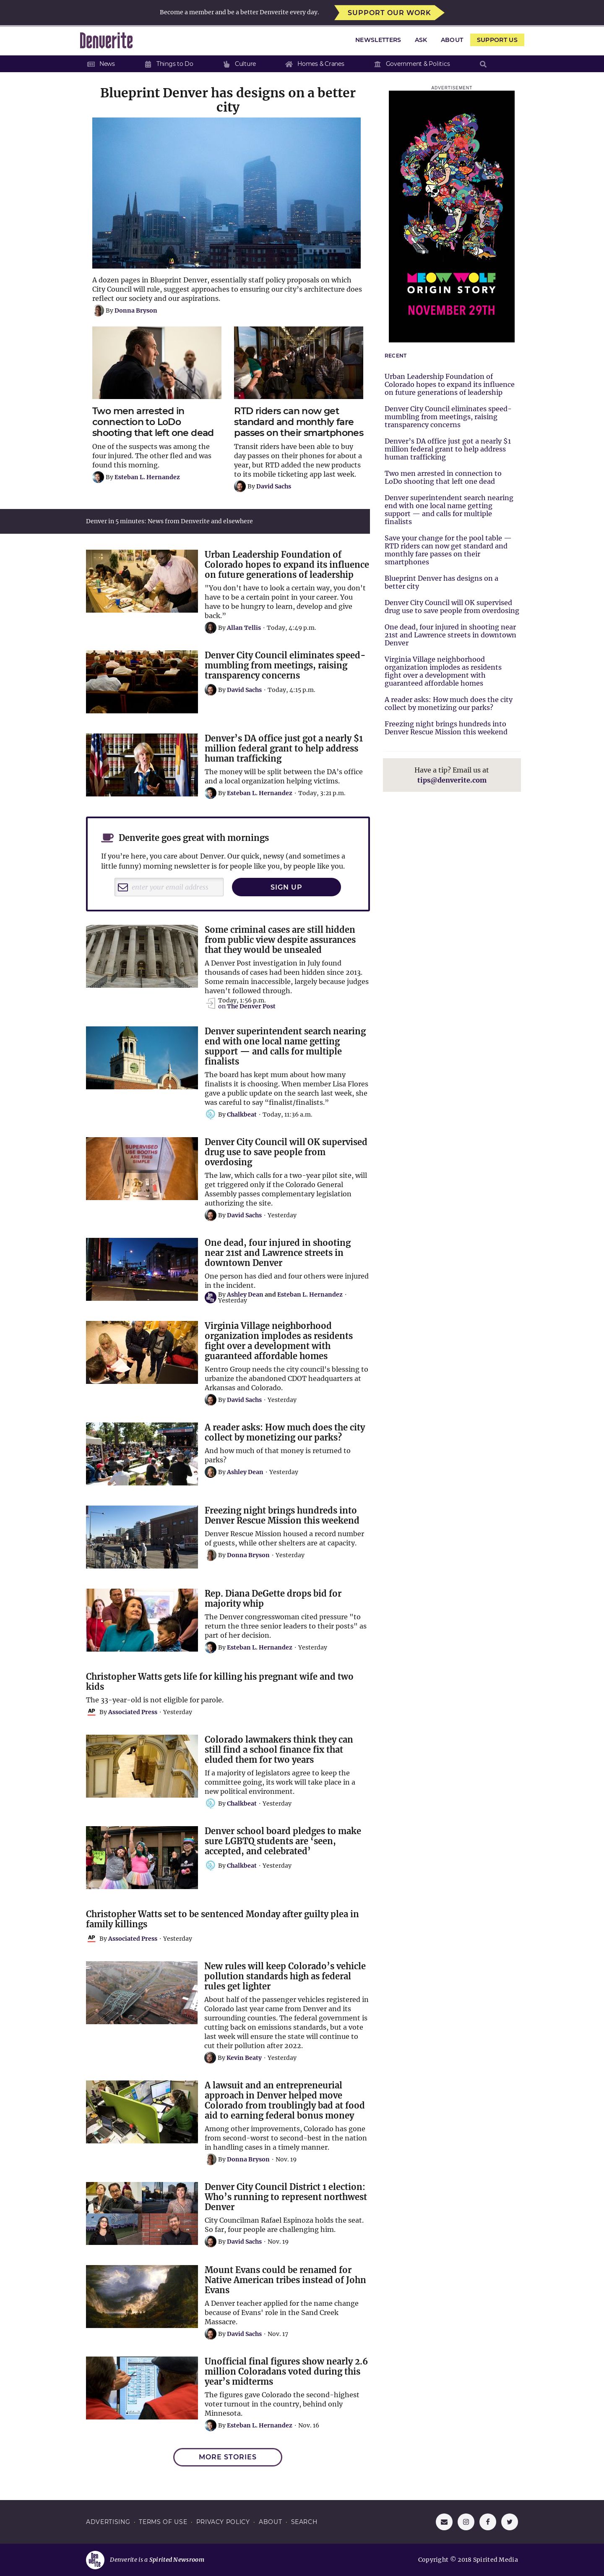 Become a member and be a better Denverite every day.
SUPPORT OUR WORK
Denverite
NEWSLETTERS
ASK
ABOUT
SUPPORT US
News
Things to Do
Culture
Homes & Cranes
Government & Politics
Blueprint Denver has designs on a better
city
A dozen pages in Blueprint Denver, essentially staff policy proposals on which
City Council will rule, suggest approaches to ensuring our city's architecture does
reflect our society and our aspirations.
By Donna Bryson
Two men arrested in
connection to LoDo
shooting that left one dead
One of the suspects was among the
four injured. The other fled and was
found this morning.
By Esteban L. Hernandez
RTD riders can now get
standard and monthly fare
passes on their smartphones
Transit riders have been able to buy
day passes on their phones for about a
year, but RTD added the new products
to its mobile ticketing app last week.
By David Sachs
Denver in 5 minutes: News from Denverite and elsewhere
Urban Leadership Foundation of
Colorado hopes to expand its influence
on future generations of leadership
"You don't have to look a certain way, you don't
have to be a certain point in your career. You
have to be hungry to learn, develop and give
back."
By Allan Tellis · Today, 4:49 p.m.
Denver City Council eliminates speed-
mumbling from meetings, raising
transparency concerns
By David Sachs · Today, 4:15 p.m.
Denver's DA office just got a nearly $1
million federal grant to help address
human trafficking
The money will be split between the DA's office
and a local organization helping victims.
By Esteban L. Hernandez · Today, 3:21 p.m.
Denverite goes great with mornings
If you're here, you care about Denver. Our quick, newsy (and sometimes a
little funny) morning newsletter is for people like you, by people like you.
enter your email address
SIGN UP
Some criminal cases are still hidden
from public view despite assurances
that they would be unsealed
A Denver Post investigation in July found
thousands of cases had been hidden since 2013.
Some remain inaccessible, largely because judges
haven't followed through.
Today, 1:56 p.m.
on The Denver Post
Denver superintendent search nearing
end with one local name getting
support — and calls for multiple
finalists
The board has kept mum about how many
finalists it is choosing. When member Lisa Flores
gave a public update on the search last week, she
was careful to say "finalist/finalists."
By Chalkbeat · Today, 11:36 a.m.
SUPERVISED
USE BOOTHS
ARE THIS
SIMPLE
Denver City Council will OK supervised
drug use to save people from
overdosing
The law, which calls for a two-year pilot site, will
get triggered only if the Colorado General
Assembly passes complementary legislation
authorizing the site.
By David Sachs · Yesterday
One dead, four injured in shooting
near 21st and Lawrence streets in
downtown Denver
One person has died and four others were injured
in the incident.
By Ashley Dean and Esteban L. Hernandez ·
Yesterday
Virginia Village neighborhood
organization implodes as residents
fight over a development with
guaranteed affordable homes
Kentro Group needs the city council's blessing to
urbanize the abandoned CDOT headquarters at
Arkansas and Colorado.
By David Sachs · Yesterday
A reader asks: How much does the city
collect by monetizing our parks?
And how much of that money is returned to
parks?
By Ashley Dean · Yesterday
Freezing night brings hundreds into
Denver Rescue Mission this weekend
Denver Rescue Mission housed a record number
of guests, while other shelters are at capacity.
By Donna Bryson · Yesterday
Rep. Diana DeGette drops bid for
majority whip
The Denver congresswoman cited pressure "to
return the three senior leaders to their posts" as
part of her decision.
By Esteban L. Hernandez · Yesterday
Christopher Watts gets life for killing his pregnant wife and two
kids
The 33-year-old is not eligible for parole.
AP By Associated Press · Yesterday
Colorado lawmakers think they can
still find a school finance fix that
eluded them for two years
If a majority of legislators agree to keep the
committee going, its work will take place in a
new political environment.
By Chalkbeat · Yesterday
Denver school board pledges to make
sure LGBTQ students are 'seen,
accepted, and celebrated'
By Chalkbeat · Yesterday
Christopher Watts set to be sentenced Monday after guilty plea in
family killings
AP By Associated Press · Yesterday
New rules will keep Colorado's vehicle
pollution standards high as federal
rules get lighter
About half of the passenger vehicles registered in
Colorado last year came from Denver and its
surrounding counties. The federal government is
cutting back on emissions standards, but a vote
last week will ensure the state will continue to
cut their pollution after 2022.
By Kevin Beaty · Yesterday
A lawsuit and an entrepreneurial
approach in Denver helped move
Colorado from troublingly bad at food
aid to earning federal bonus money
Among other improvements, Colorado has gone
from second-worst to second-best in the nation
in handling cases in a timely manner.
By Donna Bryson · Nov. 19
Denver City Council District 1 election:
Who's running to represent northwest
Denver
City Councilman Rafael Espinoza holds the seat.
So far, four people are challenging him.
By David Sachs · Nov. 19
Mount Evans could be renamed for
Native American tribes instead of John
Evans
A Denver teacher applied for the name change
because of Evans' role in the Sand Creek
Massacre.
By David Sachs · Nov. 17
Unofficial final figures show nearly 2.6
million Coloradans voted during this
year's midterms
The figures gave Colorado the second-highest
voter turnout in the country, behind only
Minnesota.
By Esteban L. Hernandez · Nov. 16
MORE STORIES
ADVERTISEMENT
MEOW WOLF
ORIGIN STORY
NOVEMBER 29TH
RECENT
Urban Leadership Foundation of
Colorado hopes to expand its influence
on future generations of leadership
Denver City Council eliminates speed-
mumbling from meetings, raising
transparency concerns
Denver's DA office just got a nearly $1
million federal grant to help address
human trafficking
Two men arrested in connection to
LoDo shooting that left one dead
Denver superintendent search nearing
end with one local name getting
support — and calls for multiple
finalists
Save your change for the pool table —
RTD riders can now get standard and
monthly fare passes on their
smartphones
Blueprint Denver has designs on a
better city
Denver City Council will OK supervised
drug use to save people from overdosing
One dead, four injured in shooting near
21st and Lawrence streets in downtown
Denver
Virginia Village neighborhood
organization implodes as residents
fight over a development with
guaranteed affordable homes
A reader asks: How much does the city
collect by monetizing our parks?
Freezing night brings hundreds into
Denver Rescue Mission this weekend
Have a tip? Email us at
tips@denverite.com
ADVERTISING · TERMS OF USE · PRIVACY POLICY · ABOUT · SEARCH
Denverite is a Spirited Newsroom
Copyright © 2018 Spirited Media